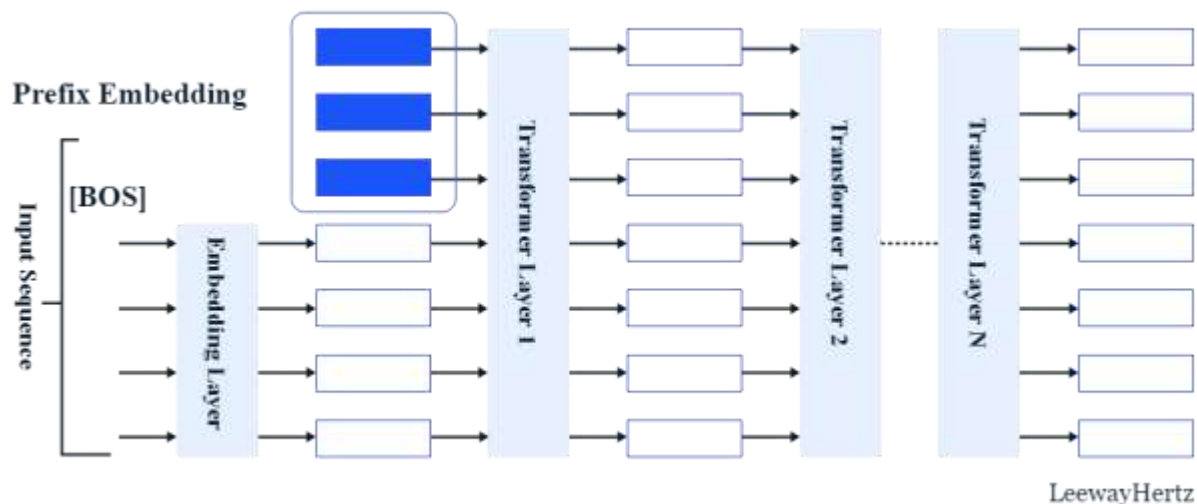 Prefix Embedding
[BOS]
Input Sequence
Embedding Layer
Transformer Layer 1
Transformer Layer 2
Transformer Layer N
LeewayHertz